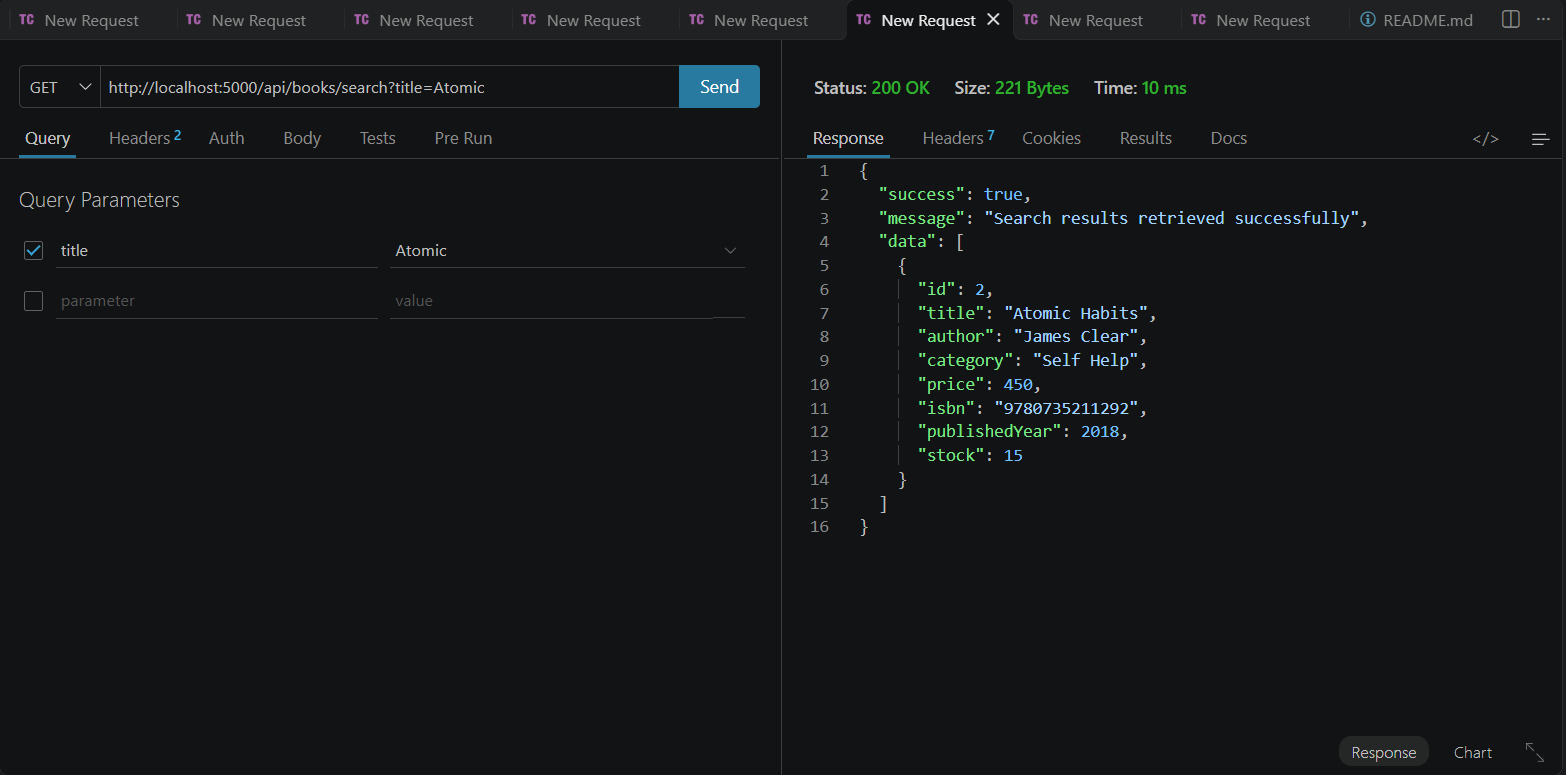 TC New Request TC New Request TC New Request TC New Request TC New Request TC New Request TC New Request TC New Request README.md
GET http://localhost:5000/api/books/search?title=Atomic Send
Query Headers 2 Auth Body Tests Pre Run
Query Parameters
title Atomic
parameter value
Status: 200 OK Size: 221 Bytes Time: 10 ms
Response Headers 7 Cookies Results Docs </>
1 {
2 "success": true,
3 "message": "Search results retrieved successfully",
4 "data": [
5 {
6 "id": 2,
7 "title": "Atomic Habits",
8 "author": "James Clear",
9 "category": "Self Help",
10 "price": 450,
11 "isbn": "9780735211292",
12 "publishedYear": 2018,
13 "stock": 15
14 }
15 ]
16 }
Response Chart